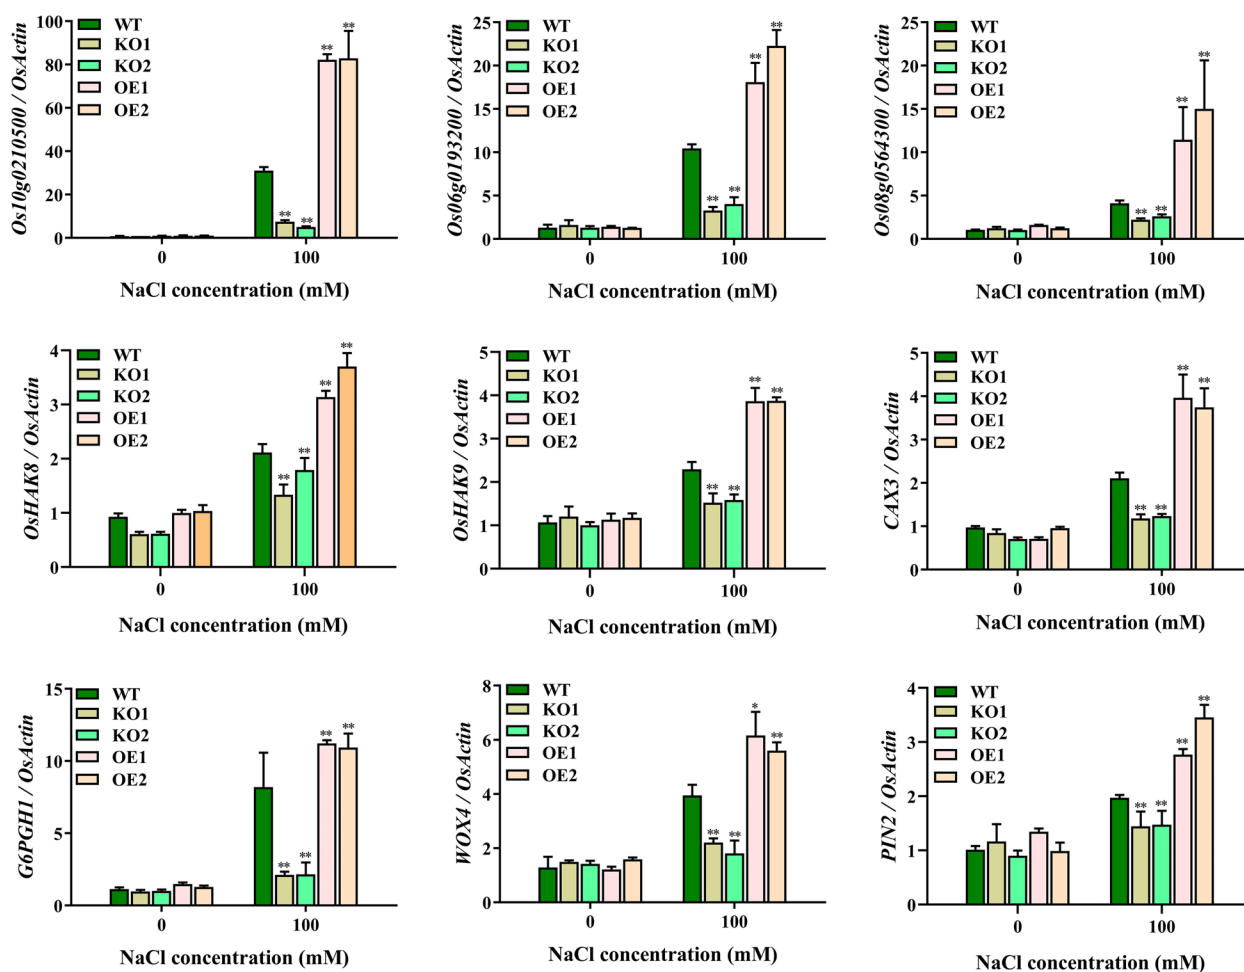 Os10g0210500 / OsActin
100
80
60
40
20
0
WT
KO1
KO2
OE1
OE2
** ** ** **
0 100
NaCl concentration (mM)
Os06g0193200 / OsActin
25
20
15
10
5
0
WT
KO1
KO2
OE1
OE2
** ** ** **
0 100
NaCl concentration (mM)
Os08g0564300 / OsActin
25
20
15
10
5
0
WT
KO1
KO2
OE1
OE2
** ** ** **
0 100
NaCl concentration (mM)
OsHAK8 / OsActin
4
3
2
1
0
WT
KO1
KO2
OE1
OE2
** ** ** **
0 100
NaCl concentration (mM)
OsHAK9 / OsActin
5
4
3
2
1
0
WT
KO1
KO2
OE1
OE2
** ** ** **
0 100
NaCl concentration (mM)
CAX3 / OsActin
5
4
3
2
1
0
WT
KO1
KO2
OE1
OE2
** ** ** **
0 100
NaCl concentration (mM)
G6PGH1 / OsActin
15
10
5
0
WT
KO1
KO2
OE1
OE2
** ** ** **
0 100
NaCl concentration (mM)
WOX4 / OsActin
8
6
4
2
0
WT
KO1
KO2
OE1
OE2
** ** * **
0 100
NaCl concentration (mM)
PIN2 / OsActin
4
3
2
1
0
WT
KO1
KO2
OE1
OE2
** ** ** **
0 100
NaCl concentration (mM)